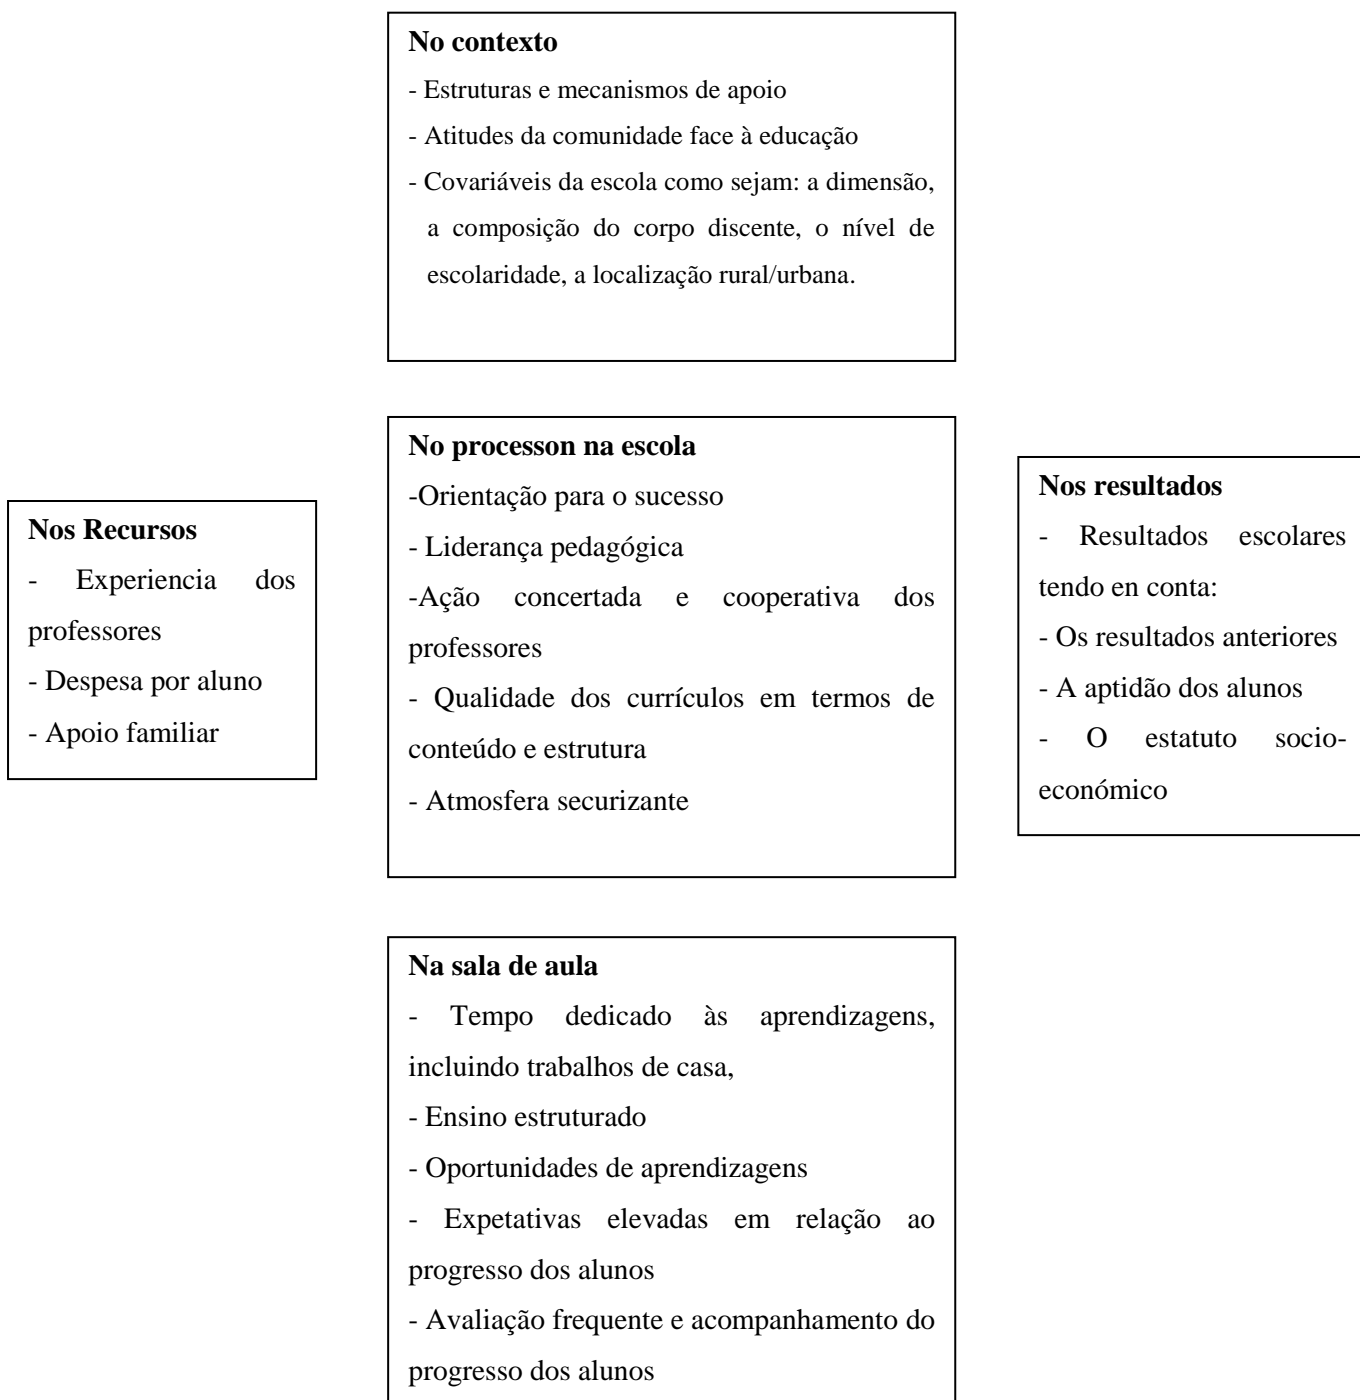 No contexto
- Estruturas e mecanismos de apoio
- Atitudes da comunidade face à educação
- Covariáveis da escola como sejam: a dimensão,
a composição do corpo discente, o nível de
escolaridade, a localização rural/urbana.
Nos Recursos
- Experiencia dos
professores
- Despesa por aluno
- Apoio familiar
No processon na escola
-Orientação para o sucesso
- Liderança pedagógica
-Ação concertada e cooperativa dos
professores
- Qualidade dos currículos em termos de
conteúdo e estrutura
- Atmosfera securizante
Nos resultados
- Resultados escolares
tendo en conta:
- Os resultados anteriores
- A aptidão dos alunos
- O estatuto socio-
económico
Na sala de aula
- Tempo dedicado às aprendizagens,
incluindo trabalhos de casa,
- Ensino estruturado
- Oportunidades de aprendizagens
- Expetativas elevadas em relação ao
progresso dos alunos
- Avaliação frequente e acompanhamento do
progresso dos alunos